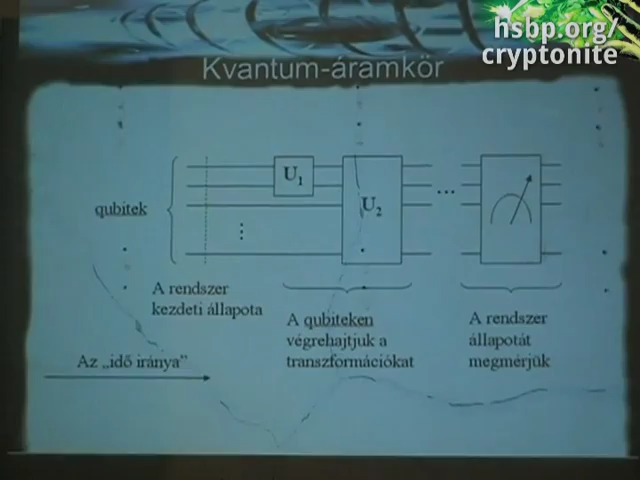 hsbp.org/
cryptonite
Kvantum-áramkör
U1
U2
...
qubitek
A rendszer
kezdeti állapota
A qubiteken
végrehajtjuk a
transzformációkat
A rendszer
állapotát
megmérjük
Az „idő iránya”